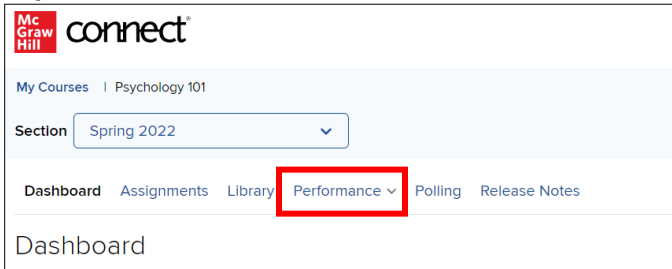 Mc
Graw
Hill
connect®
My Courses | Psychology 101
Section Spring 2022
Dashboard Assignments Library Performance Polling Release Notes
Dashboard